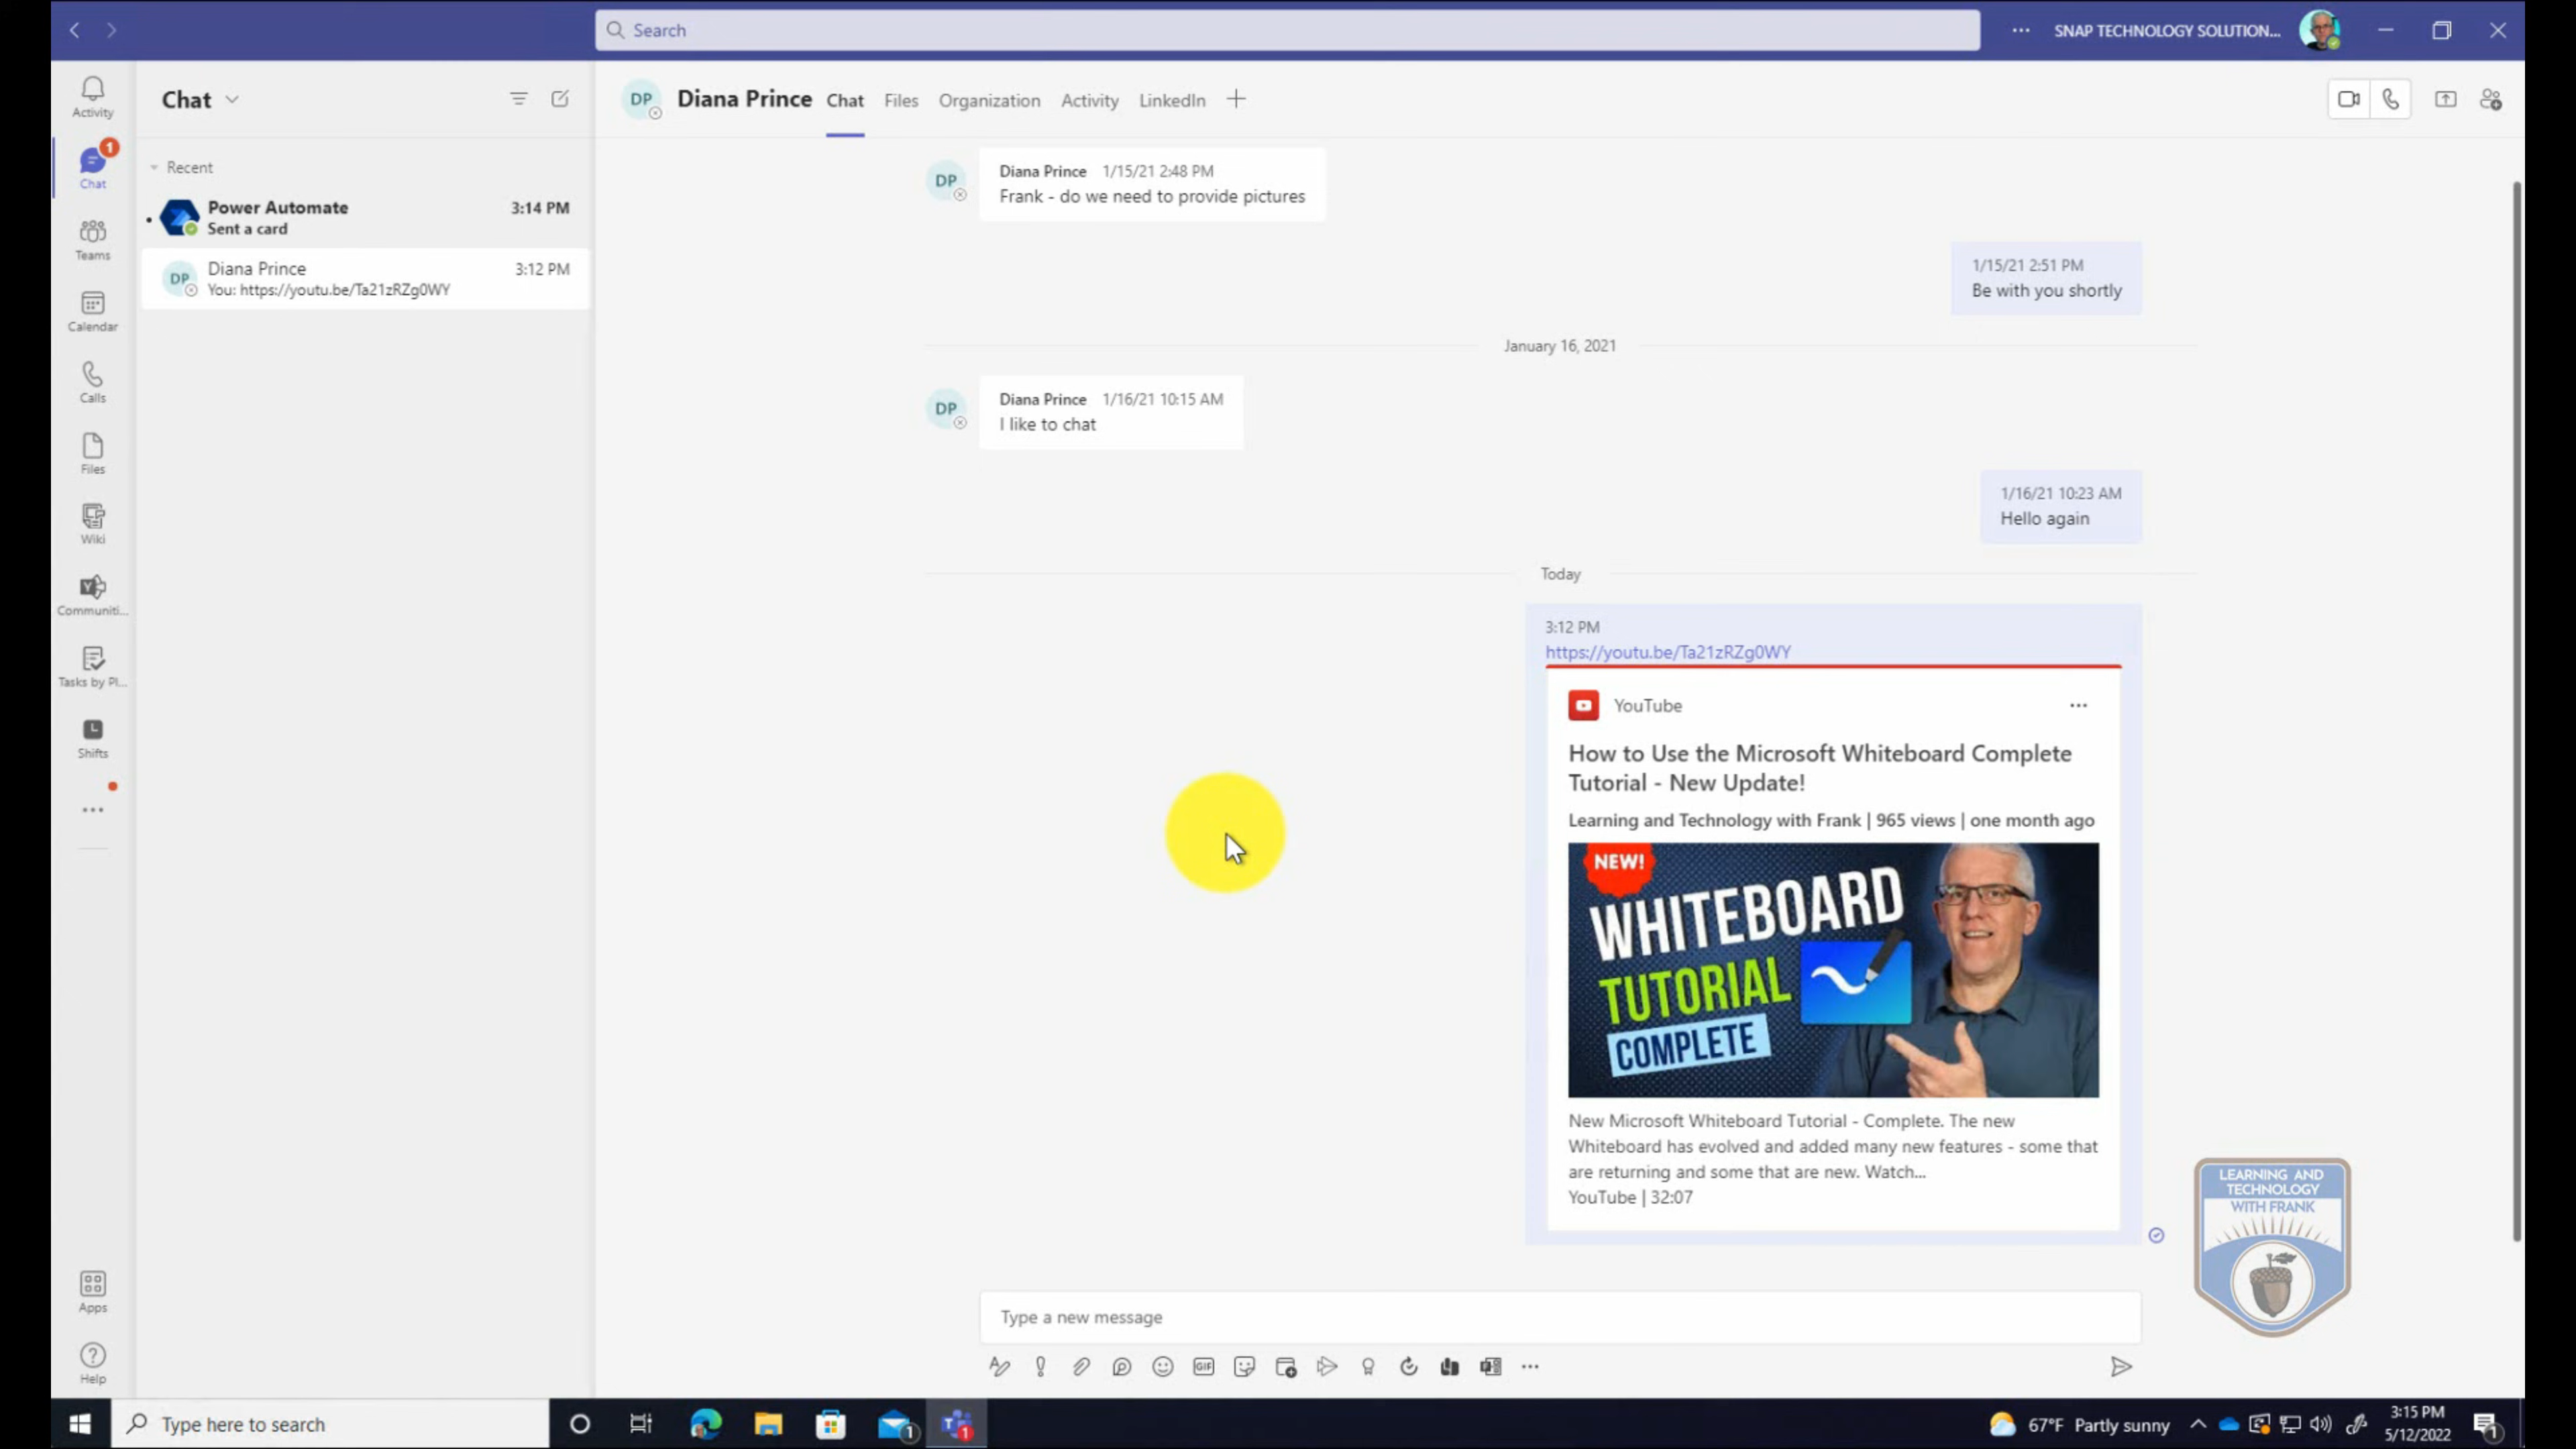 Search
SNAP TECHNOLOGY SOLUTION...
Activity
1
Chat
Teams
Calendar
Calls
Files
Wiki
Communiti...
Tasks by Pl...
Shifts
Apps
Help
Chat
Recent
Power Automate 3:14 PM
Sent a card
DP Diana Prince 3:12 PM
You: https://youtu.be/Ta21zRZg0WY
DP Diana Prince Chat Files Organization Activity LinkedIn
DP Diana Prince 1/15/21 2:48 PM
Frank - do we need to provide pictures
1/15/21 2:51 PM
Be with you shortly
January 16, 2021
DP Diana Prince 1/16/21 10:15 AM
I like to chat
1/16/21 10:23 AM
Hello again
Today
3:12 PM
https://youtu.be/Ta21zRZg0WY
YouTube
How to Use the Microsoft Whiteboard Complete
Tutorial - New Update!
Learning and Technology with Frank | 965 views | one month ago
NEW!
WHITEBOARD
TUTORIAL
COMPLETE
New Microsoft Whiteboard Tutorial - Complete. The new
Whiteboard has evolved and added many new features - some that
are returning and some that are new. Watch...
YouTube | 32:07
LEARNING AND
TECHNOLOGY
WITH FRANK
Type a new message
GIF
Type here to search
1
T 1
67°F Partly sunny
3:15 PM
5/12/2022
1